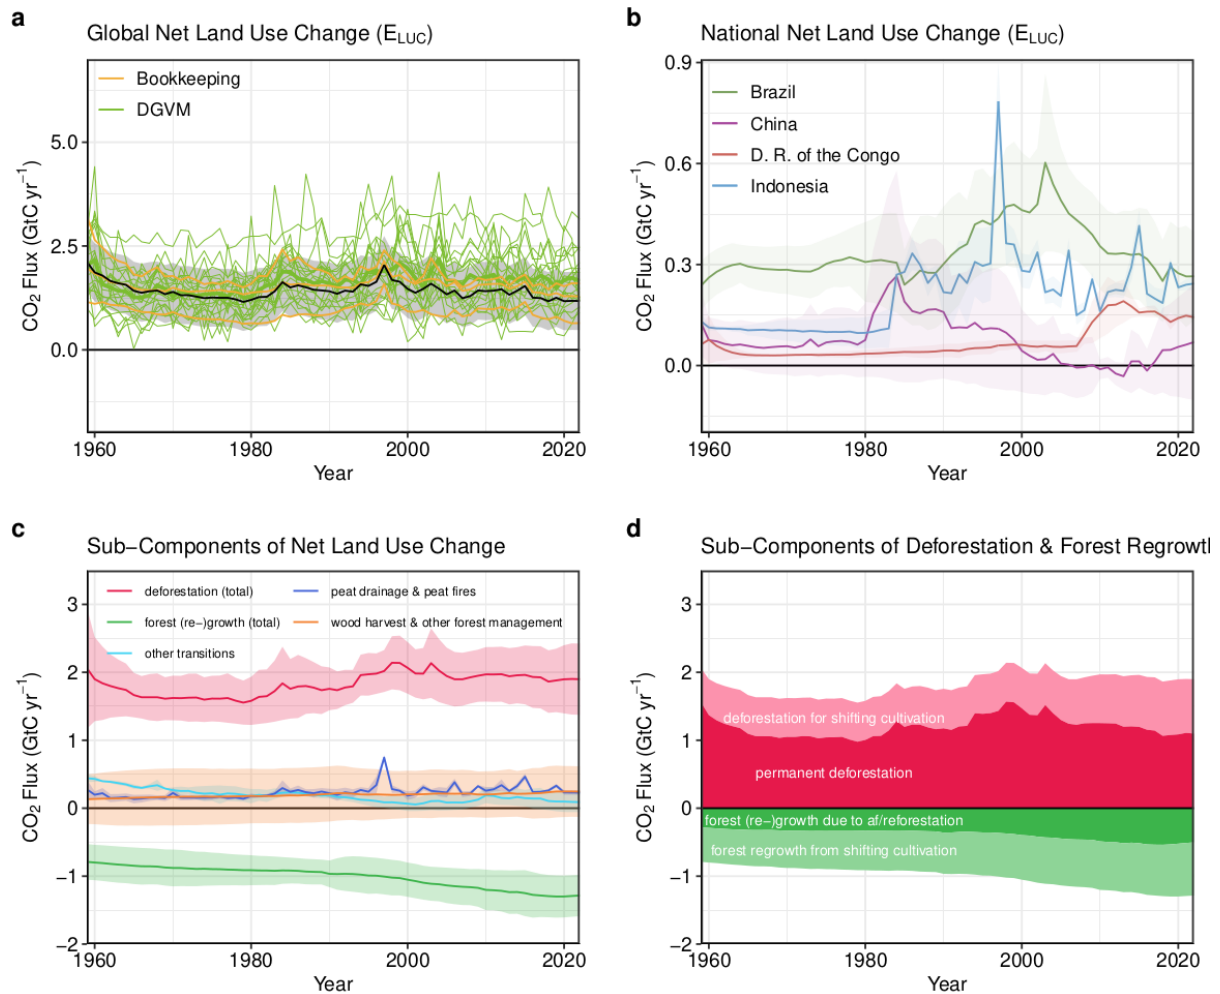 a
Global Net Land Use Change (E_LUC)
Bookkeeping
DGVM
5.0
2.5
0.0
CO₂ Flux (GtC yr⁻¹)
1960 1980 2000 2020
Year
b
National Net Land Use Change (E_LUC)
Brazil
China
D. R. of the Congo
Indonesia
0.9
0.6
0.3
0.0
CO₂ Flux (GtC yr⁻¹)
1960 1980 2000 2020
Year
c
Sub−Components of Net Land Use Change
deforestation (total) peat drainage & peat fires
forest (re−)growth (total) wood harvest & other forest management
other transitions
3
2
1
0
−1
−2
CO₂ Flux (GtC yr⁻¹)
1960 1980 2000 2020
Year
d
Sub−Components of Deforestation & Forest Regrowt
3
2
1
0
−1
−2
CO₂ Flux (GtC yr⁻¹)
deforestation for shifting cultivation
permanent deforestation
forest (re−)growth due to af/reforestation
forest regrowth from shifting cultivation
1960 1980 2000 2020
Year